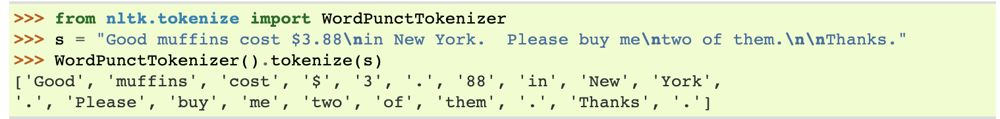 >>> from nltk.tokenize import WordPunctTokenizer
>>> s = "Good muffins cost $3.88\nin New York.  Please buy me\ntwo of them.\n\nThanks."
>>> WordPunctTokenizer().tokenize(s)
['Good', 'muffins', 'cost', '$', '3', '.', '88', 'in', 'New', 'York',
'.', 'Please', 'buy', 'me', 'two', 'of', 'them', '.', 'Thanks', '.']